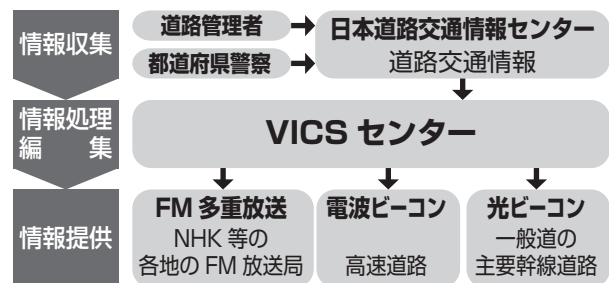 情報収集
道路管理者
都道府県警察
日本道路交通情報センター
道路交通情報
情報処理
編　　集
VICS センター
情報提供
FM 多重放送
NHK 等の
各地の FM 放送局
電波ビーコン
高速道路
光ビーコン
一般道の
主要幹線道路